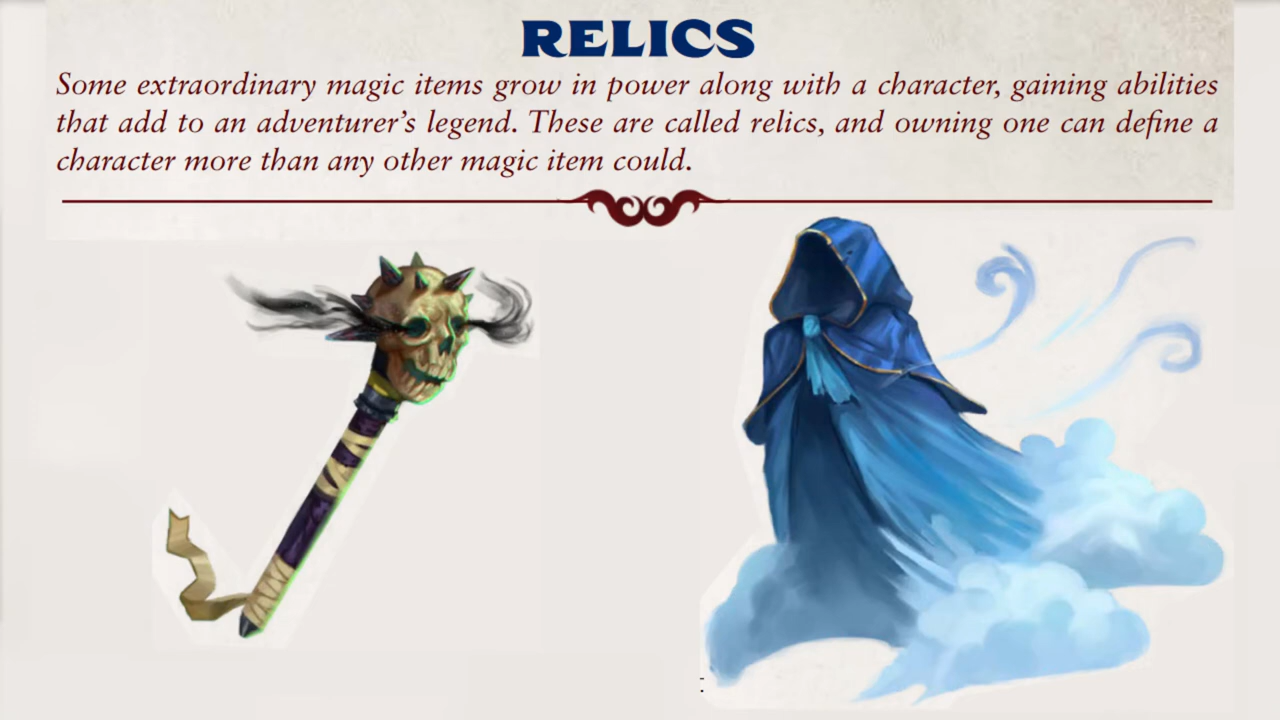 RELICS
Some extraordinary magic items grow in power along with a character, gaining abilities
that add to an adventurer’s legend. These are called relics, and owning one can define a
character more than any other magic item could.